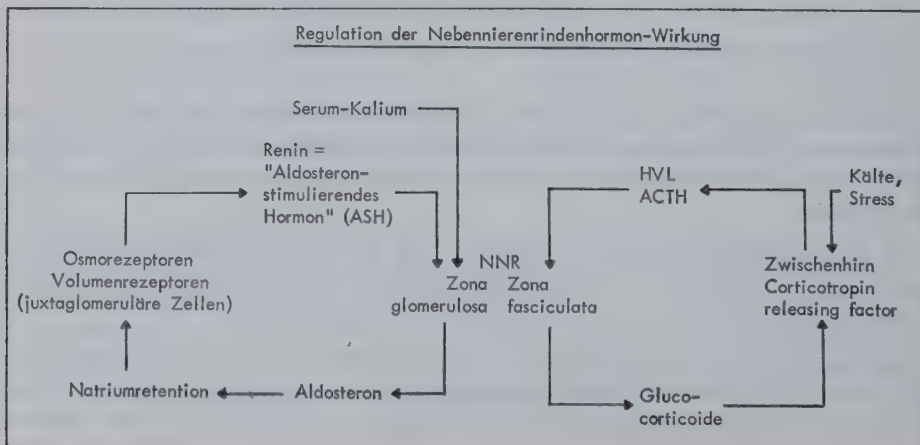 Regulation der Nebennierenrindenhormon-Wirkung
Serum-Kalium
Renin =
"Aldosteron-
stimulierendes
Hormon" (ASH)
HVL
ACTH
Kälte,
Stress
Osmorezeptoren
Volumenrezeptoren
(juxtaglomeruläre Zellen)
NNR
Zona Zona
glomerulosa fasciculata
Zwischenhirn
Corticotropin
releasing factor
Natriumretention
Aldosteron
Gluco-
corticoide